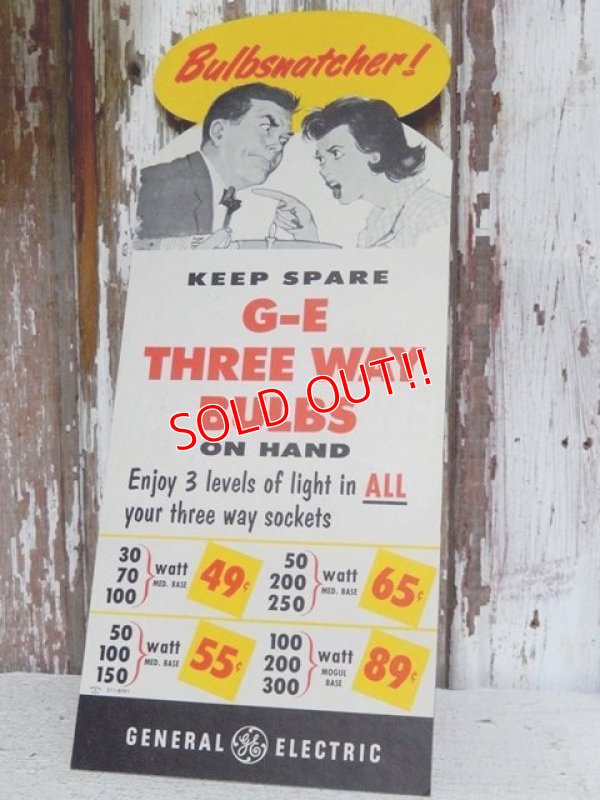 Bulbsnatcher!
KEEP SPARE
G-E
THREE WAY
BULBS
SOLD OUT!!
ON HAND
Enjoy 3 levels of light in ALL
your three way sockets
30
70
100
watt
MED. BASE
49¢
50
200
250
watt
MED. BASE
65¢
50
100
150
watt
MED. BASE
55¢
100
200
300
watt
MOGUL
BASE
89¢
GENERAL GE ELECTRIC